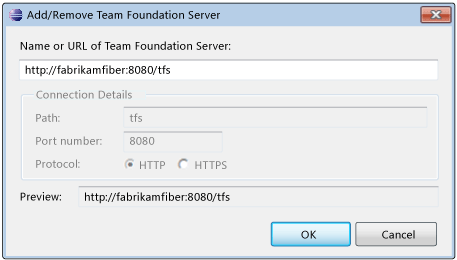 Add/Remove Team Foundation Server
Name or URL of Team Foundation Server:
http://fabrikamfiber:8080/tfs
Connection Details
Path: tfs
Port number: 8080
Protocol: HTTP HTTPS
Preview: http://fabrikamfiber:8080/tfs
OK Cancel